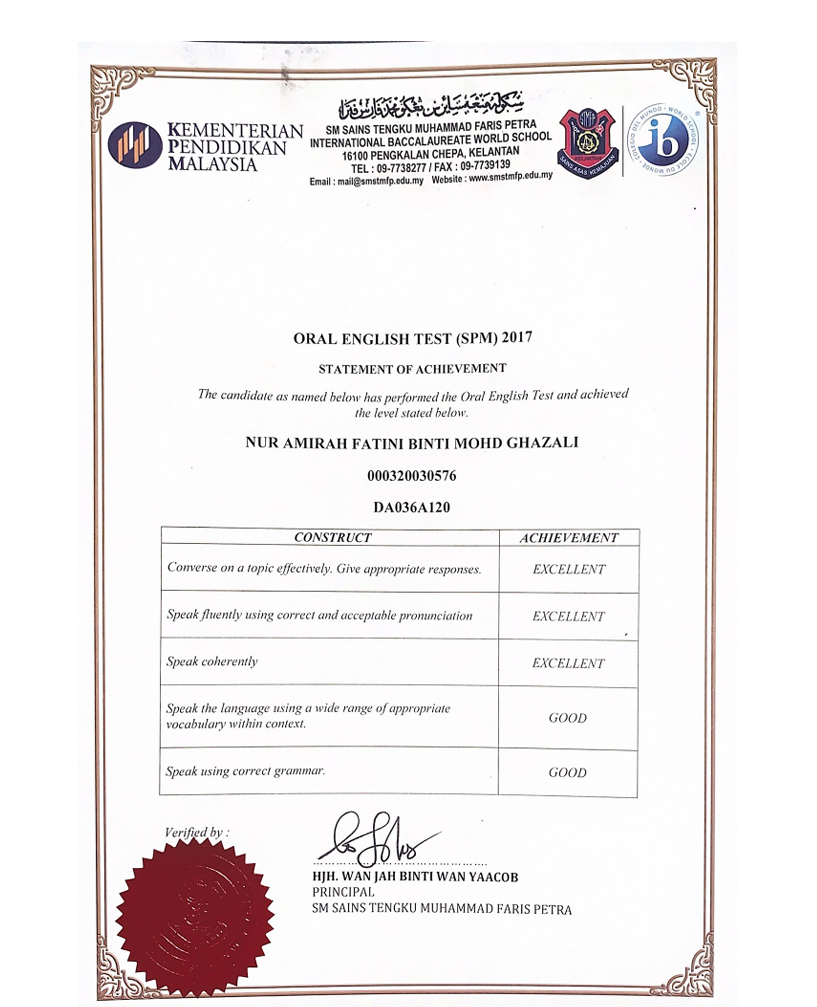 KEMENTERIAN
PENDIDIKAN
MALAYSIA
SM SAINS TENGKU MUHAMMAD FARIS PETRA
INTERNATIONAL BACCALAUREATE WORLD SCHOOL
16100 PENGKALAN CHEPA, KELANTAN
TEL : 09-7738277 / FAX : 09-7739139
Email : mail@smstmfp.edu.my Website : www.smstmfp.edu.my
STMFP
KELANTAN
SAINS ASAS KEMAJUAN
ib
COLEGIO DEL MUNDO · WORLD SCHOOL · ÉCOLE DU MONDE ·
ORAL ENGLISH TEST (SPM) 2017
STATEMENT OF ACHIEVEMENT
The candidate as named below has performed the Oral English Test and achieved
the level stated below.
NUR AMIRAH FATINI BINTI MOHD GHAZALI
000320030576
DA036A120
CONSTRUCT ACHIEVEMENT
Converse on a topic effectively. Give appropriate responses. EXCELLENT
Speak fluently using correct and acceptable pronunciation EXCELLENT
Speak coherently EXCELLENT
Speak the language using a wide range of appropriate
vocabulary within context. GOOD
Speak using correct grammar. GOOD
Verified by :
HJH. WAN JAH BINTI WAN YAACOB
PRINCIPAL
SM SAINS TENGKU MUHAMMAD FARIS PETRA